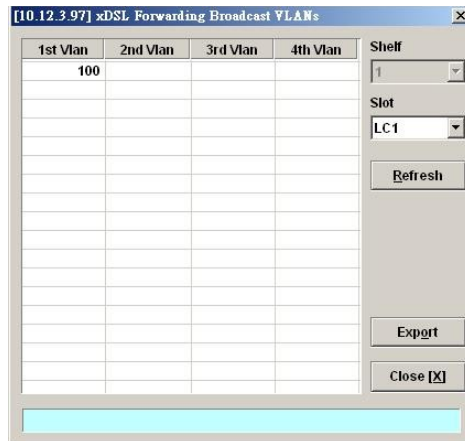 [10.12.3.97] xDSL Forwarding Broadcast VLANs
1st Vlan 2nd Vlan 3rd Vlan 4th Vlan
100
Shelf
1
Slot
LC1
Refresh
Export
Close [X]